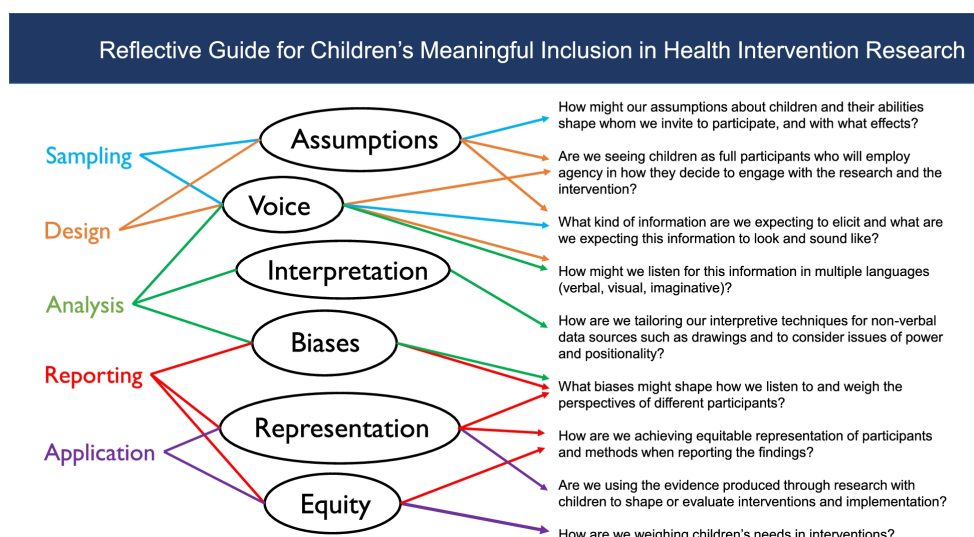 Reflective Guide for Children’s Meaningful Inclusion in Health Intervention Research
Sampling
Design
Analysis
Reporting
Application
Assumptions
Voice
Interpretation
Biases
Representation
Equity
How might our assumptions about children and their abilities
shape whom we invite to participate, and with what effects?
Are we seeing children as full participants who will employ
agency in how they decide to engage with the research and the
intervention?
What kind of information are we expecting to elicit and what are
we expecting this information to look and sound like?
How might we listen for this information in multiple languages
(verbal, visual, imaginative)?
How are we tailoring our interpretive techniques for non-verbal
data sources such as drawings and to consider issues of power
and positionality?
What biases might shape how we listen to and weigh the
perspectives of different participants?
How are we achieving equitable representation of participants
and methods when reporting the findings?
Are we using the evidence produced through research with
children to shape or evaluate interventions and implementation?
How are we weighing children’s needs in interventions?